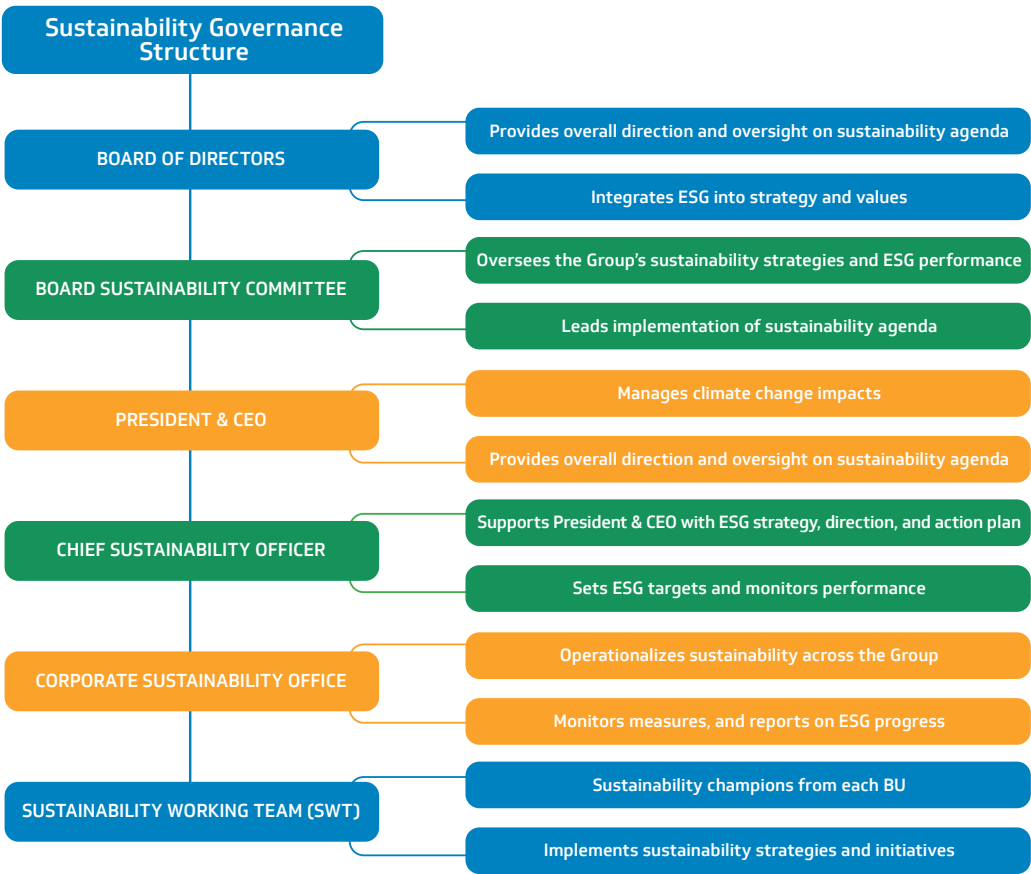 Sustainability Governance
Structure
BOARD OF DIRECTORS
Provides overall direction and oversight on sustainability agenda
Integrates ESG into strategy and values
BOARD SUSTAINABILITY COMMITTEE
Oversees the Group's sustainability strategies and ESG performance
Leads implementation of sustainability agenda
PRESIDENT & CEO
Manages climate change impacts
Provides overall direction and oversight on sustainability agenda
CHIEF SUSTAINABILITY OFFICER
Supports President & CEO with ESG strategy, direction, and action plan
Sets ESG targets and monitors performance
CORPORATE SUSTAINABILITY OFFICE
Operationalizes sustainability across the Group
Monitors measures, and reports on ESG progress
SUSTAINABILITY WORKING TEAM (SWT)
Sustainability champions from each BU
Implements sustainability strategies and initiatives